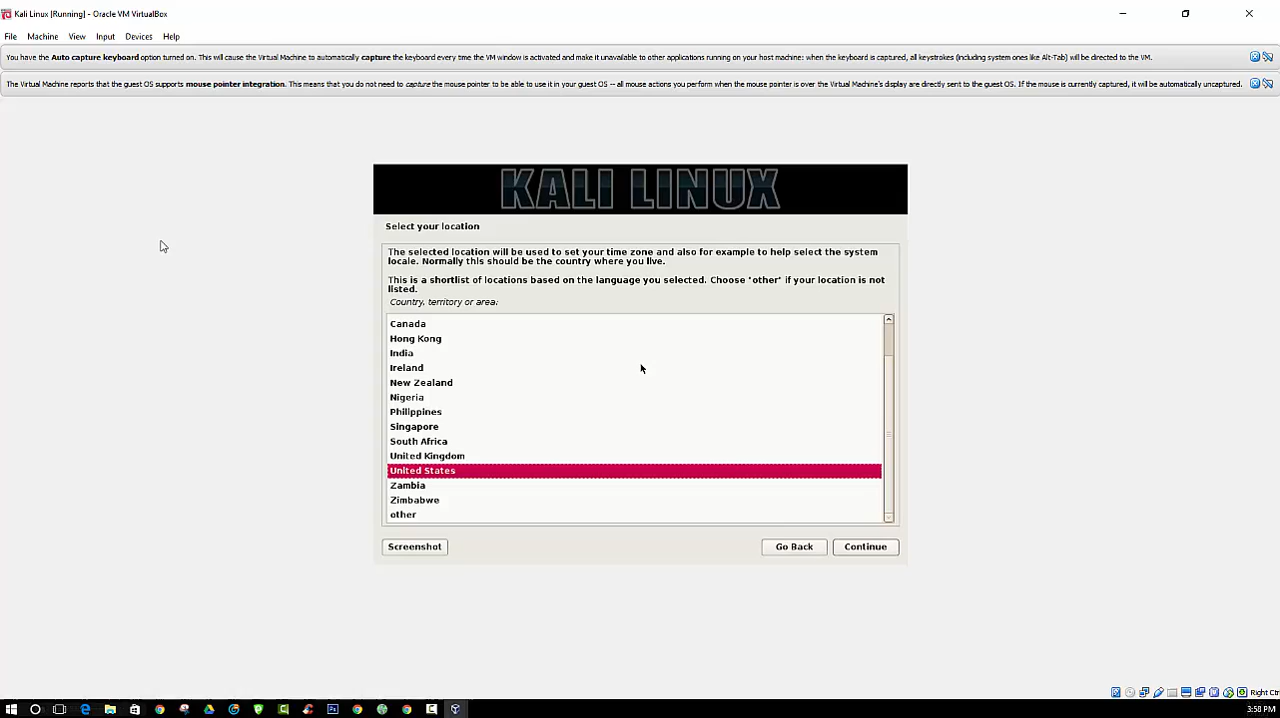 Kali Linux [Running] - Oracle VM VirtualBox
File Machine View Input Devices Help
You have the Auto capture keyboard option turned on. This will cause the Virtual Machine to automatically capture the keyboard every time the VM window is activated and make it unavailable to other applications running on your host machine: when the keyboard is captured, all keystrokes (including system ones like Alt-Tab) will be directed to the VM.
The Virtual Machine reports that the guest OS supports mouse pointer integration. This means that you do not need to capture the mouse pointer to be able to use it in your guest OS -- all mouse actions you perform when the mouse pointer is over the Virtual Machine's display are directly sent to the guest OS. If the mouse is currently captured, it will be automatically uncaptured.
KALI LINUX
Select your location
The selected location will be used to set your time zone and also for example to help select the system
locale. Normally this should be the country where you live.
This is a shortlist of locations based on the language you selected. Choose "other" if your location is not
listed.
Country, territory or area:
Canada
Hong Kong
India
Ireland
New Zealand
Nigeria
Philippines
Singapore
South Africa
United Kingdom
United States
Zambia
Zimbabwe
other
Screenshot Go Back Continue
Right Ctrl
3:58 PM